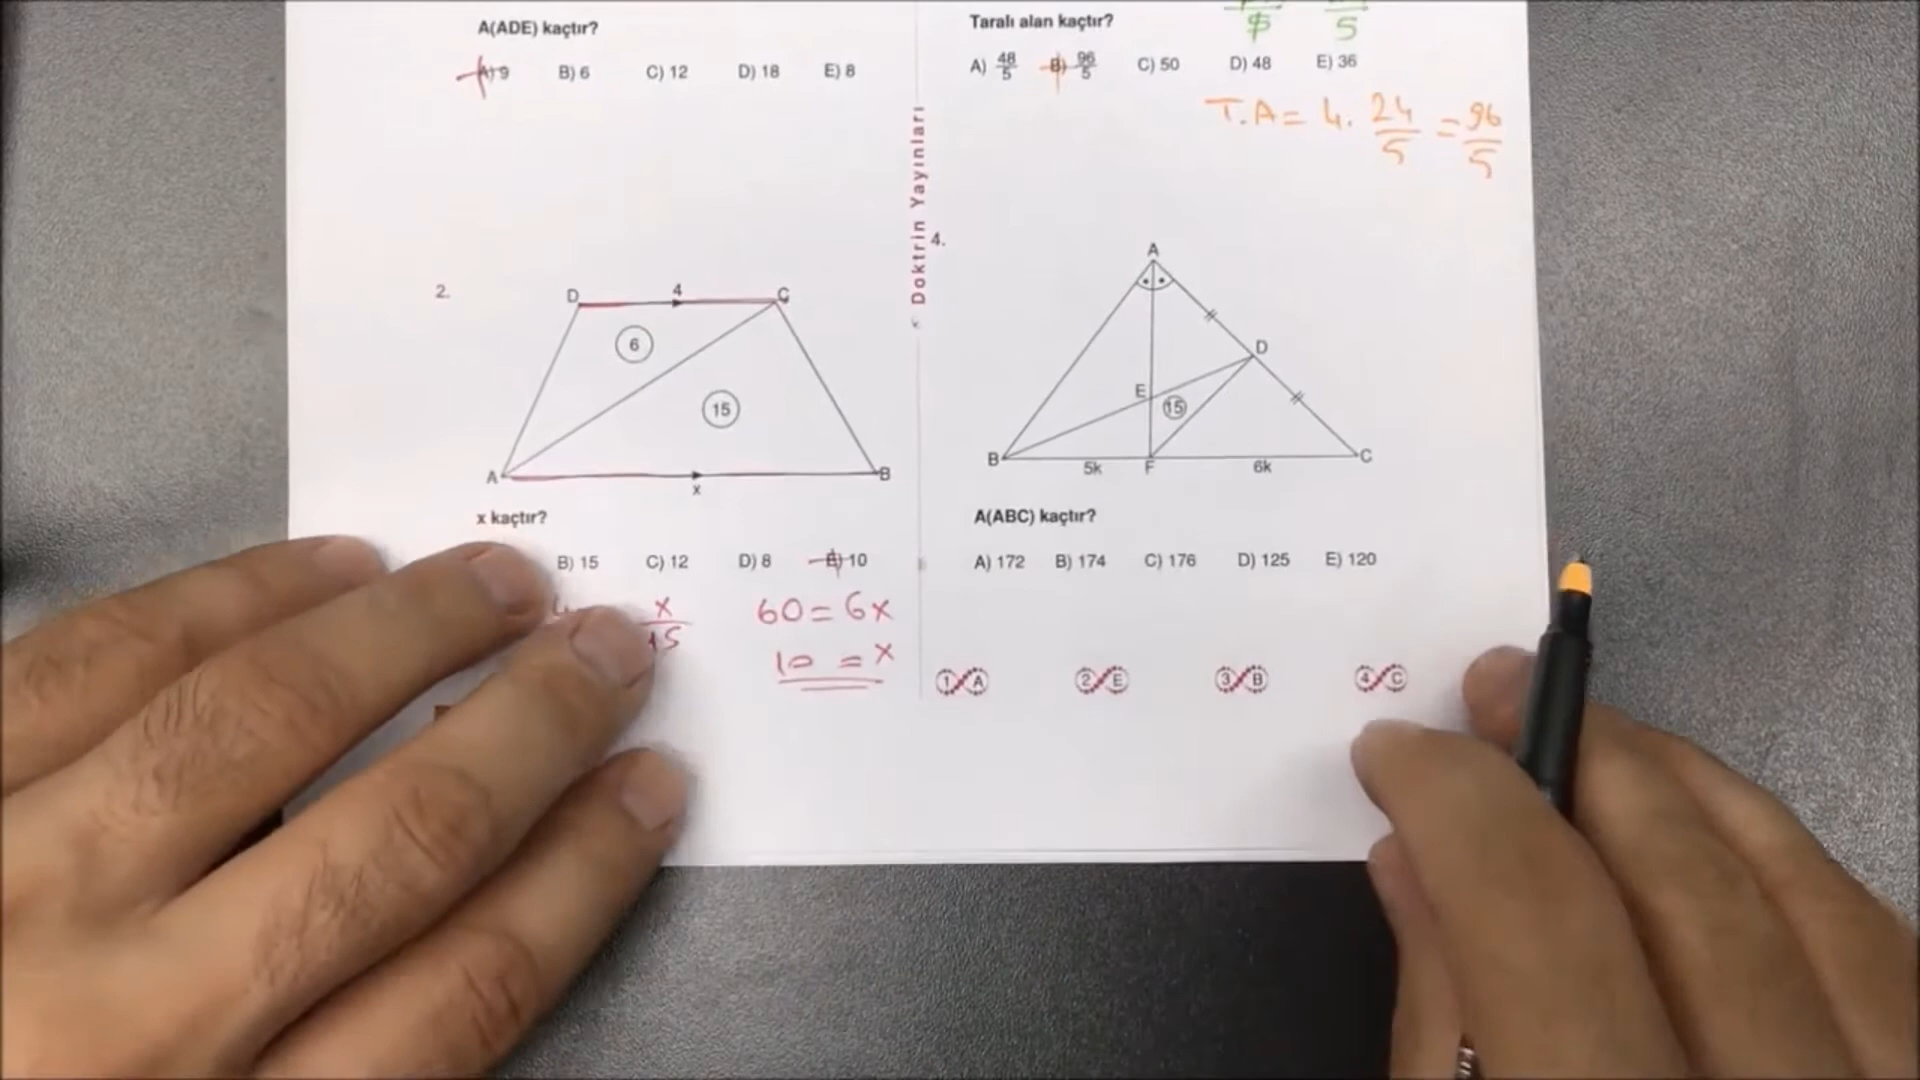 A(ADE) kaçtır?
A) 9 B) 6 C) 12 D) 18 E) 8
2.
D 4 C
6
15
A x B
x kaçtır?
B) 15 C) 12 D) 8 E) 10
x
15
60 = 6x
10 = x
Doktrin Yayınları
5
Taralı alan kaçtır?
A) 48/5 B) 96/5 C) 50 D) 48 E) 36
T.A = 4. 24/5 = 96/5
4.
A
D
E
15
B 5k F 6k C
A(ABC) kaçtır?
A) 172 B) 174 C) 176 D) 125 E) 120
1 A 2 E 3 B 4 C